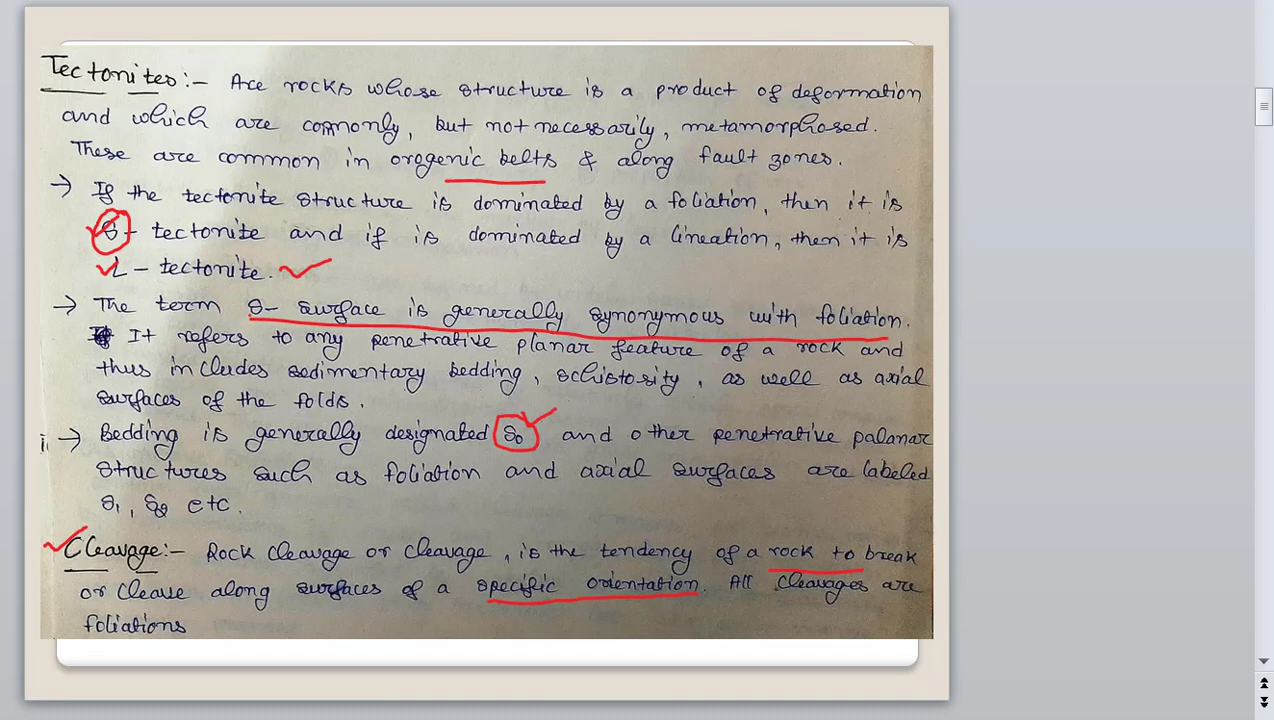 Tectonites:- Are rocks whose structure is a product of deformation
and which are commonly, but not necessarily, metamorphosed.
These are common in orogenic belts & along fault zones.
→ If the tectonite structure is dominated by a foliation, then it is
S- tectonite and if is dominated by a lineation, then it is
L - tectonite.
→ The term S- surface is generally synonymous with foliation.
It refers to any penetrative planar feature of a rock and
thus includes sedimentary bedding, schistosity, as well as axial
surfaces of the folds.
→ Bedding is generally designated S₀ and other penetrative palanar
structures such as foliation and axial surfaces are labeled
S₁, S₂ etc.
Cleavage:- Rock cleavage or cleavage, is the tendency of a rock to break
or cleave along surfaces of a specific orientation. All cleavages are
foliations